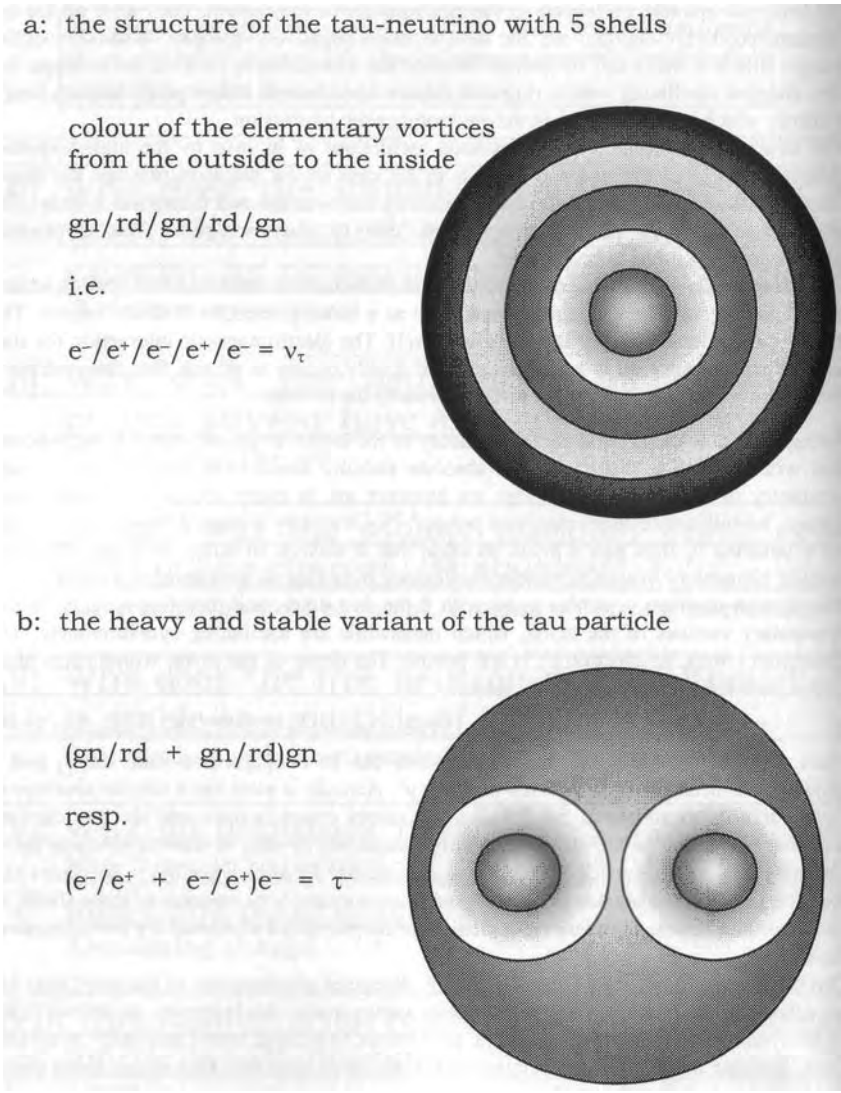 a: the structure of the tau-neutrino with 5 shells
colour of the elementary vortices
from the outside to the inside
gn/rd/gn/rd/gn
i.e.
e⁻/e⁺/e⁻/e⁺/e⁻ = ντ
b: the heavy and stable variant of the tau particle
(gn/rd + gn/rd)gn
resp.
(e⁻/e⁺ + e⁻/e⁺)e⁻ = τ⁻